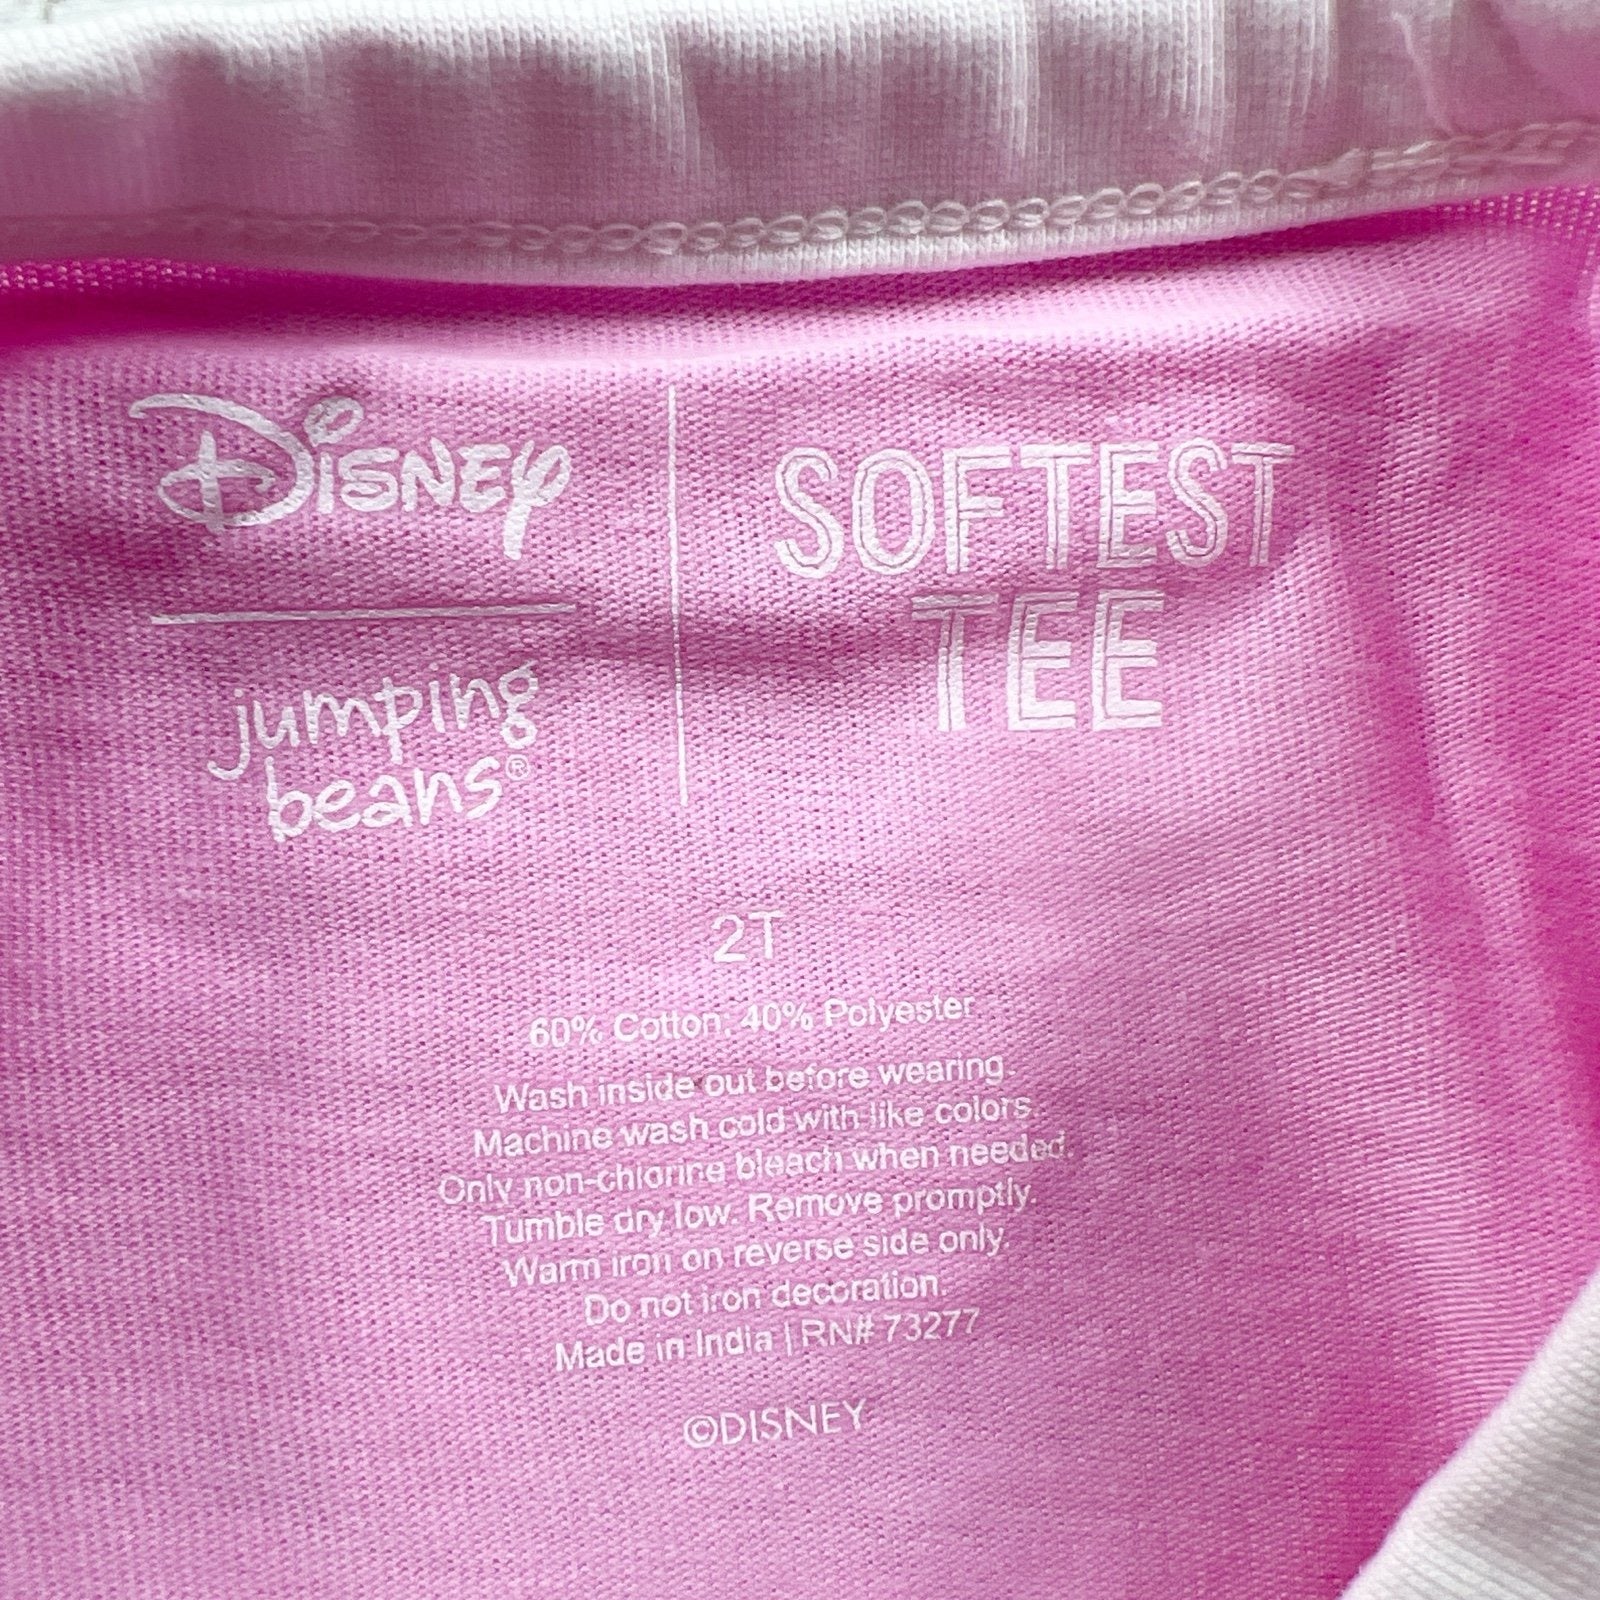 Disney
jumping
beans®
SOFTEST
TEE
2T
60% Cotton; 40% Polyester
Wash inside out before wearing.
Machine wash cold with like colors.
Only non-chlorine bleach when needed.
Tumble dry low. Remove promptly.
Warm iron on reverse side only.
Do not iron decoration.
Made in India | RN# 73277
©DISNEY